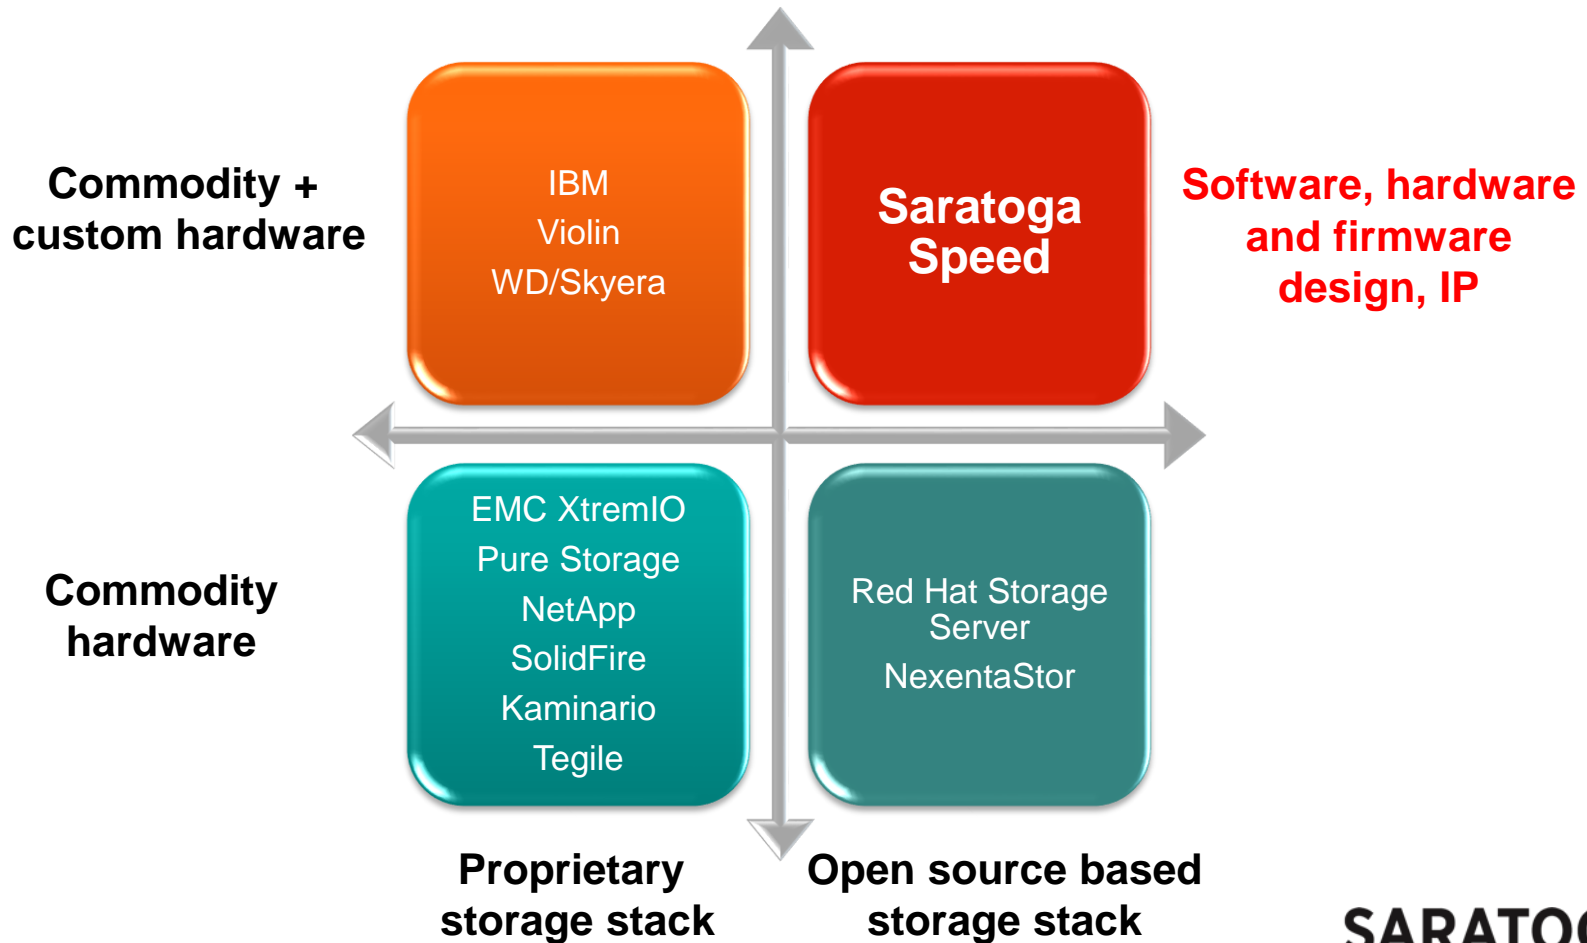 Commodity +
custom hardware
IBM
Violin
WD/Skyera
Saratoga
Speed
Software, hardware
and firmware
design, IP
Commodity
hardware
EMC XtremIO
Pure Storage
NetApp
SolidFire
Kaminario
Tegile
Red Hat Storage
Server
NexentaStor
Proprietary
storage stack
Open source based
storage stack